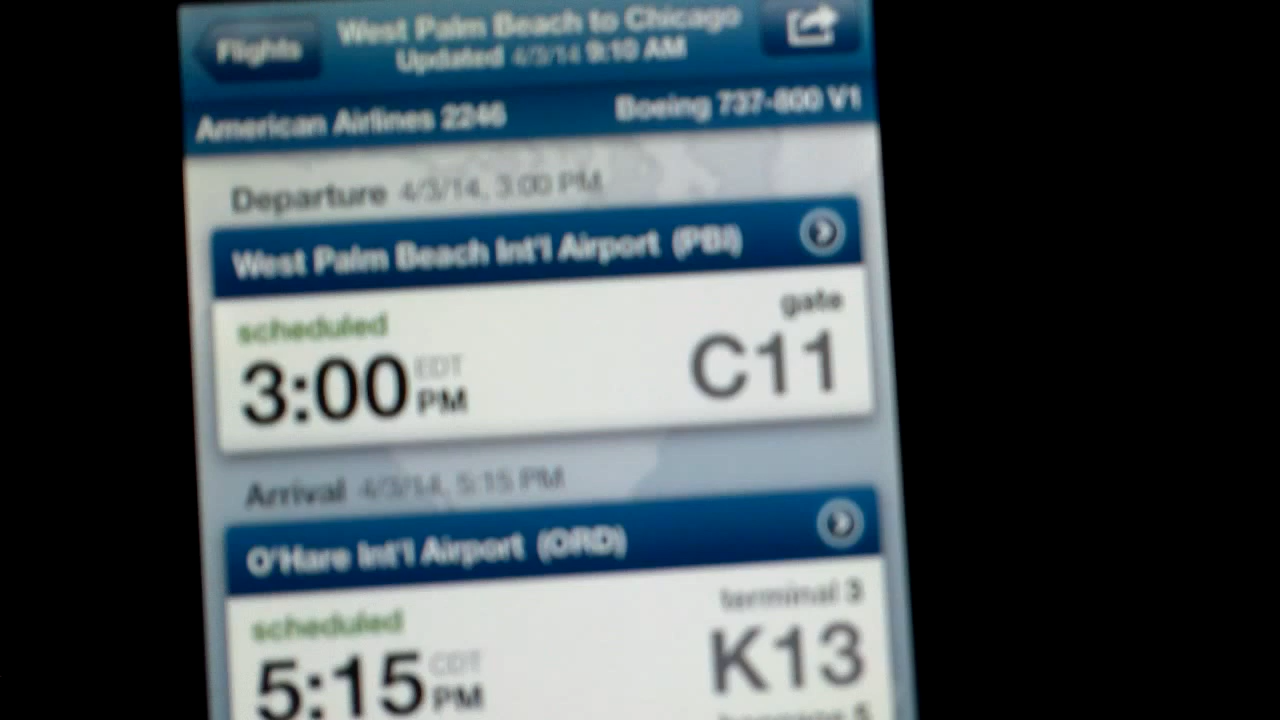 Flights
West Palm Beach to Chicago
Updated 4/3/14 9:10 AM
American Airlines 2246 Boeing 737-800 V1
Departure 4/3/14, 3:00 PM
West Palm Beach Int'l Airport (PBI)
scheduled gate
3:00 EDT PM C11
Arrival 4/3/14, 5:15 PM
O'Hare Int'l Airport (ORD)
scheduled terminal 3
5:15 CDT PM K13
baggage 5